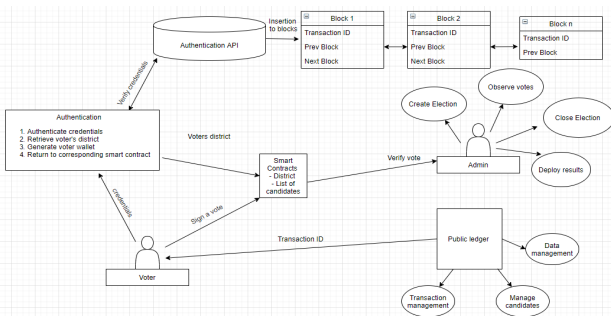 Authentication API
Insertion
to blocks
Block 1
Transaction ID
Prev Block
Next Block
Block 2
Transaction ID
Prev Block
Next Block
Block n
Transaction ID
Prev Block
Verify credentials
Authentication
1. Authenticate credentials
2. Retrieve voter's district
3. Generate voter wallet
4. Return to corresponding smart contract
Voters district
Smart
Contracts
- District
- List of
candidates
Verify vote
Create Election
Observe votes
Close Election
Deploy results
Admin
credentials
Sign a vote
Voter
Transaction ID
Public ledger
Data
management
Transaction
management
Manage
candidates